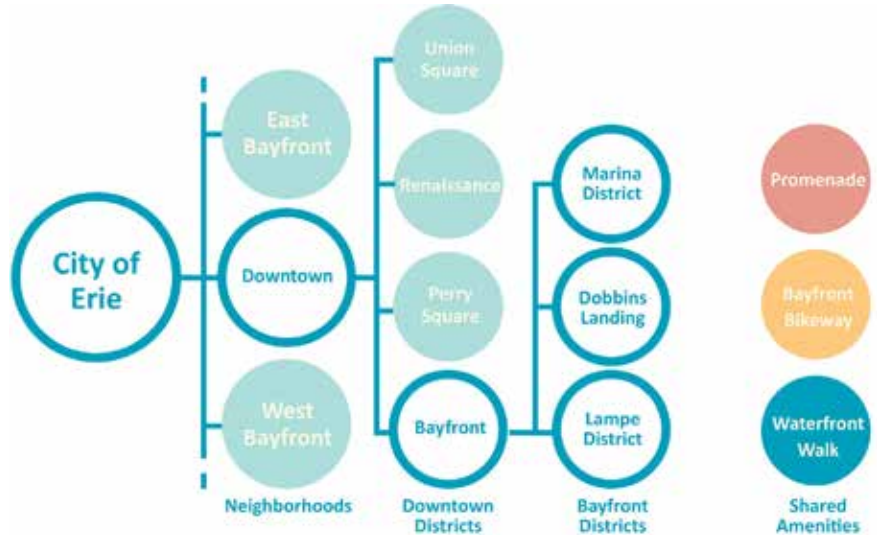 City of
Erie
East
Bayfront
Downtown
West
Bayfront
Neighborhoods
Union
Square
Renaissance
Perry
Square
Bayfront
Downtown
Districts
Marina
District
Dobbins
Landing
Lampe
District
Bayfront
Districts
Promenade
Bayfront
Bikeway
Waterfront
Walk
Shared
Amenities